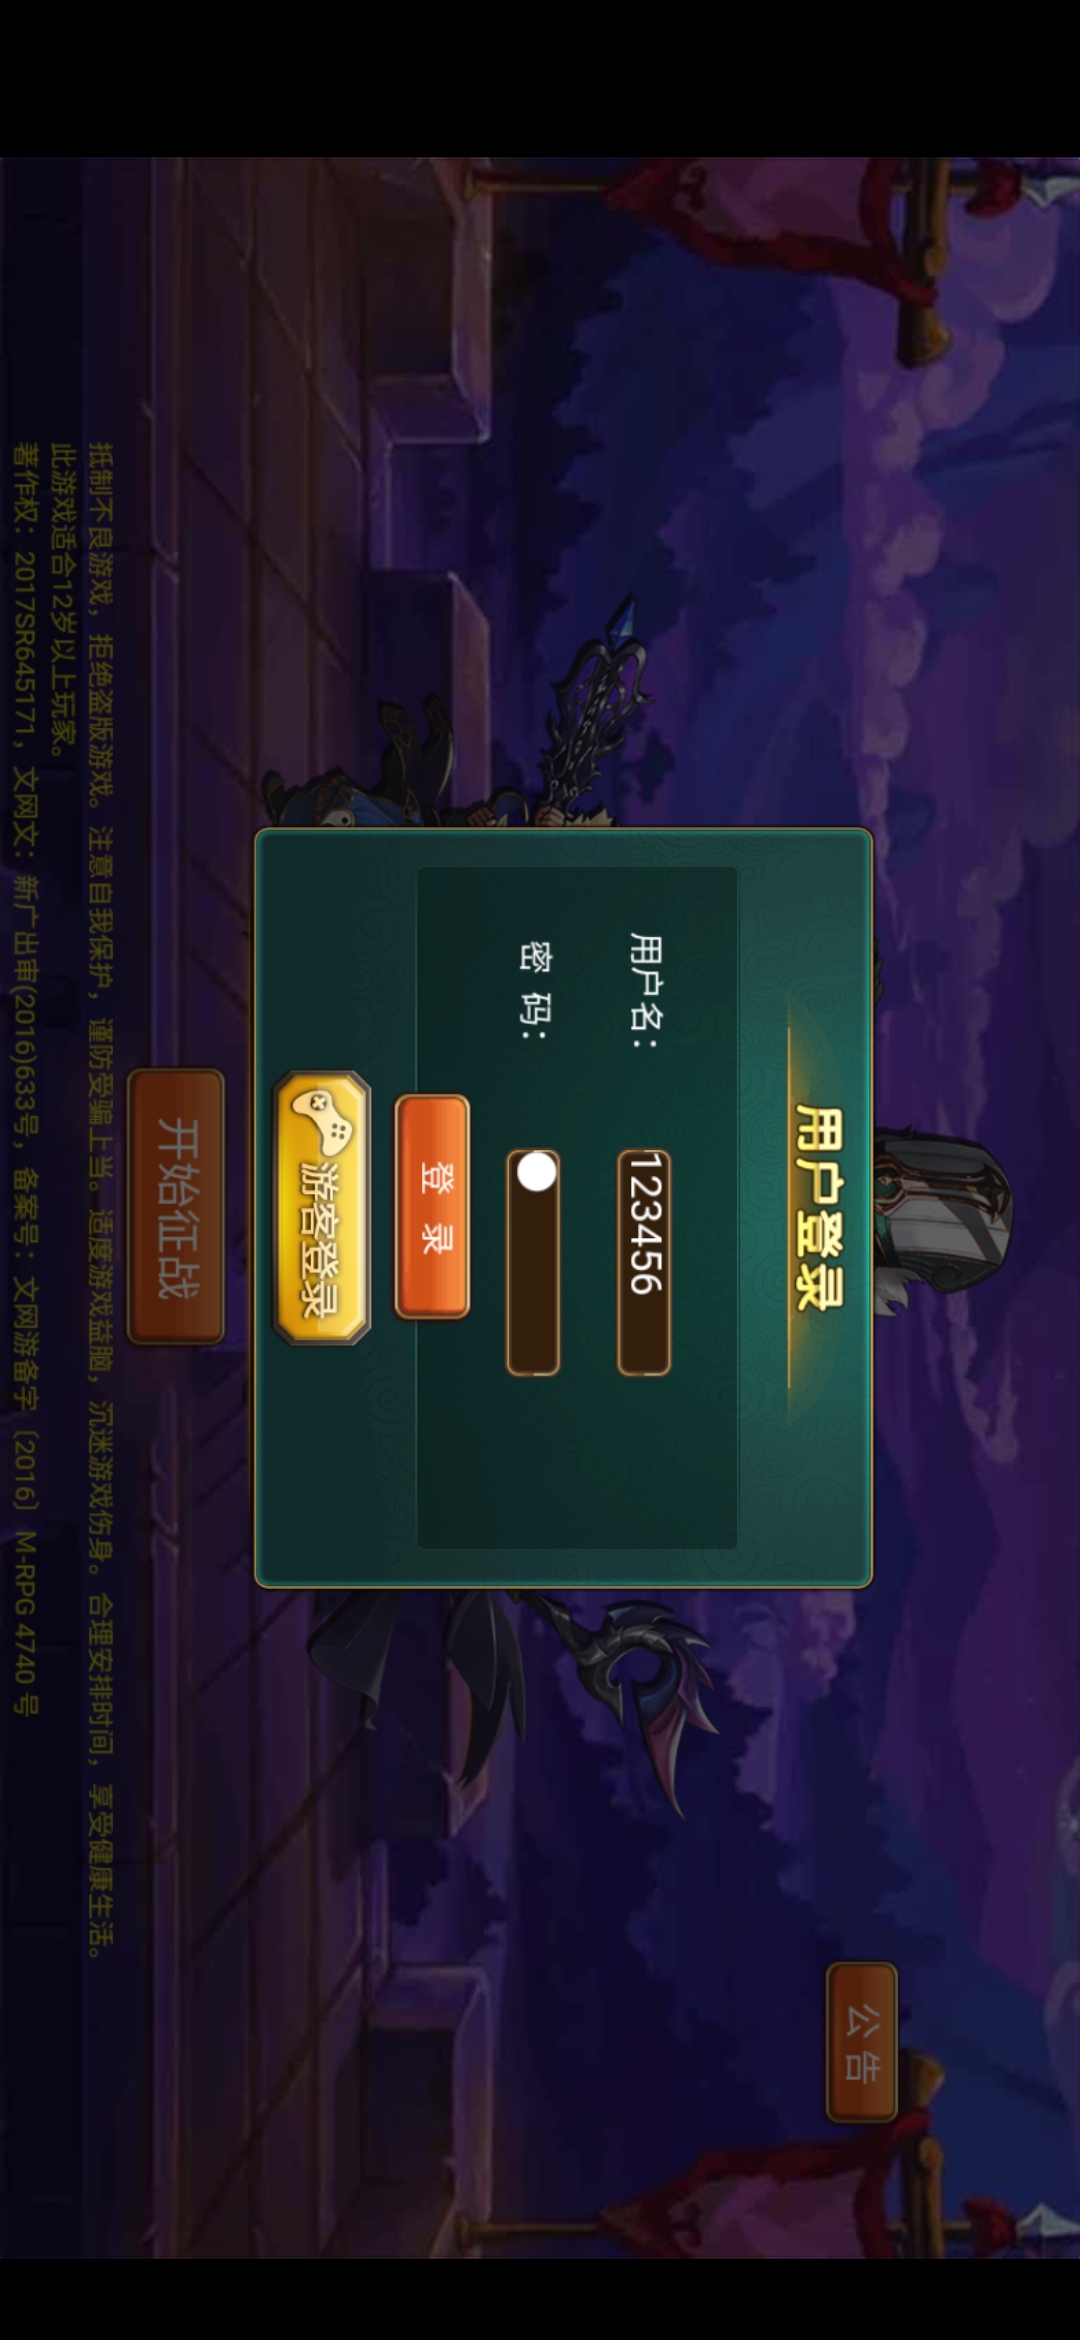 公告
用户登录
用户名：
123456
密 码：
登 录
游客登录
开始征战
抵制不良游戏，拒绝盗版游戏。注意自我保护，谨防受骗上当。适度游戏益脑，沉迷游戏伤身。合理安排时间，享受健康生活。
此游戏适合12岁以上玩家。
著作权：2017SR645171，文网文：新广出审(2016)633号，备案号：文网游备字〔2016〕M-RPG 4740 号